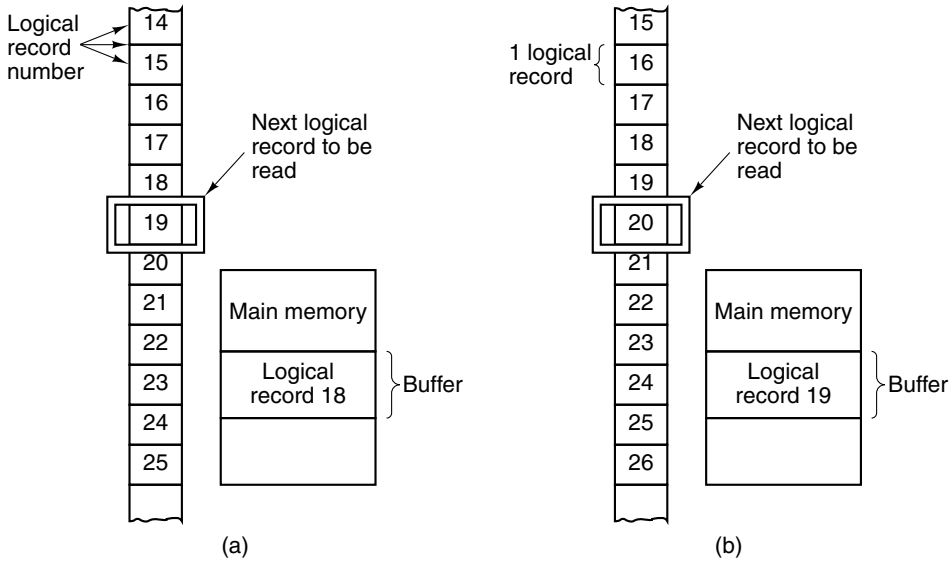 Logical
record
number
14
15
16
17
18
19
20
21
22
23
24
25
Next logical
record to be
read
Main memory
Logical
record 18
Buffer
(a)
1 logical
record
15
16
17
18
19
20
21
22
23
24
25
26
Next logical
record to be
read
Main memory
Logical
record 19
Buffer
(b)